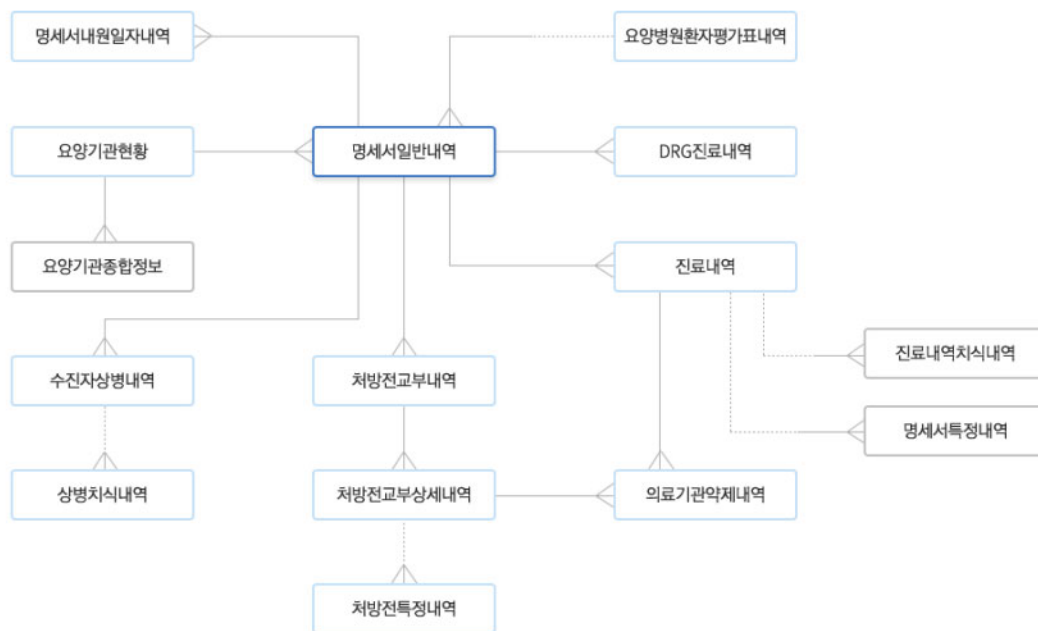 명세서내원일자내역
요양병원환자평가표내역
요양기관현황
명세서일반내역
DRG진료내역
요양기관종합정보
진료내역
수진자상병내역
처방전교부내역
진료내역치식내역
명세서특정내역
상병치식내역
처방전교부상세내역
의료기관약제내역
처방전특정내역